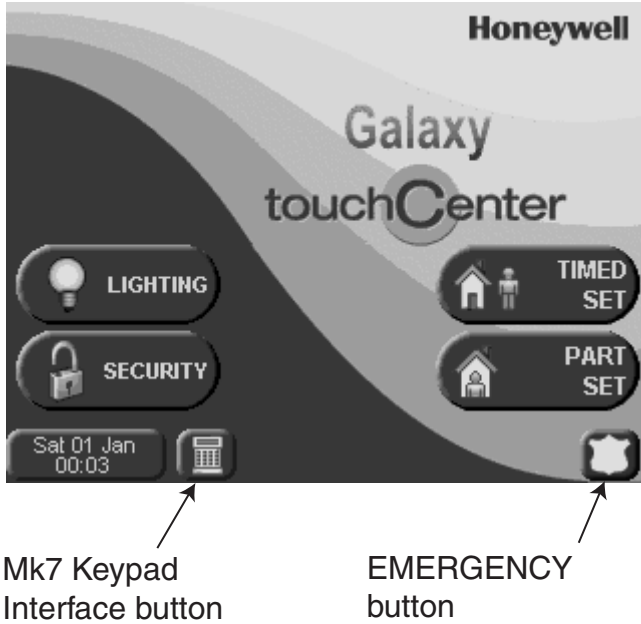 Honeywell
Galaxy
touchCenter
LIGHTING
TIMED
SET
SECURITY
PART
SET
Sat 01 Jan
00:03
Mk7 Keypad
Interface button
EMERGENCY
button